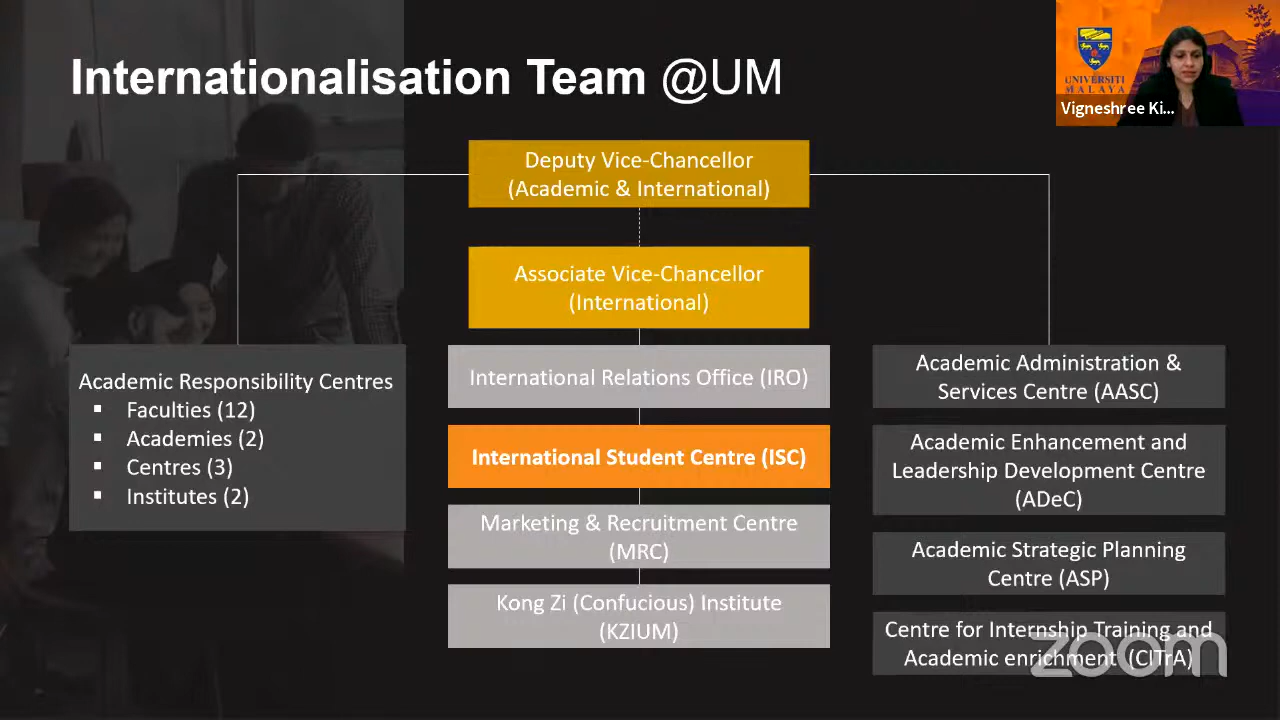 Internationalisation Team @UM
UNIVERSITI
MALAYA
Vigneshree Ki...
Deputy Vice-Chancellor
(Academic & International)
Associate Vice-Chancellor
(International)
Academic Responsibility Centres
▪ Faculties (12)
▪ Academies (2)
▪ Centres (3)
▪ Institutes (2)
International Relations Office (IRO)
International Student Centre (ISC)
Marketing & Recruitment Centre
(MRC)
Kong Zi (Confucious) Institute
(KZIUM)
Academic Administration &
Services Centre (AASC)
Academic Enhancement and
Leadership Development Centre
(ADeC)
Academic Strategic Planning
Centre (ASP)
Centre for Internship Training and
Academic enrichment (CITrA)
zoom